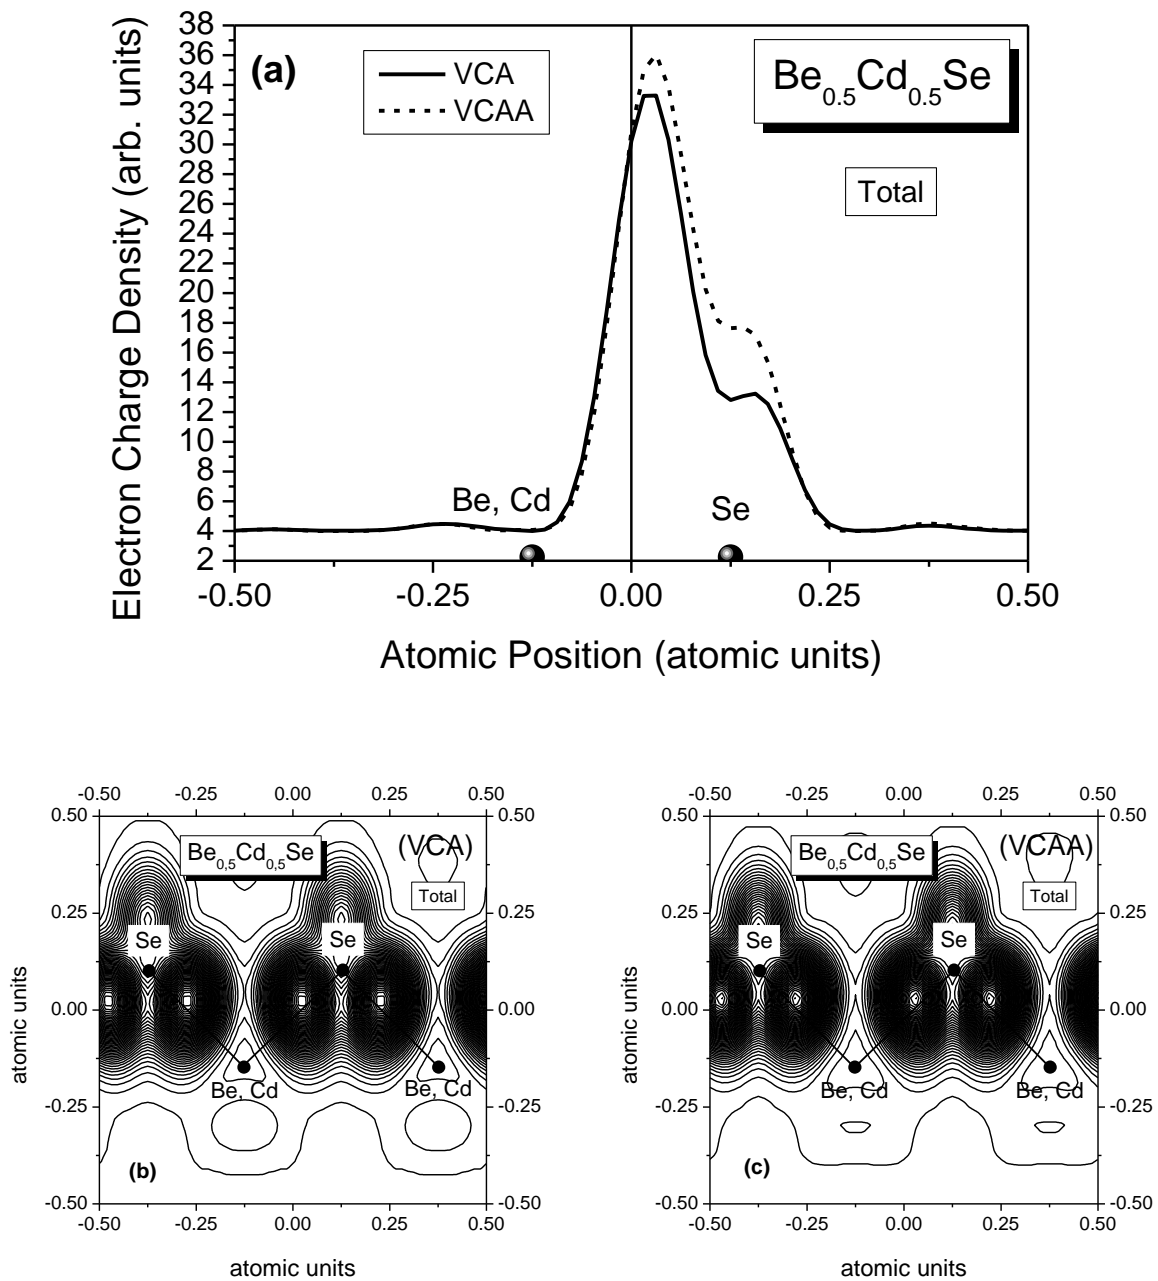 (a)
VCA
VCAA
Be0.5Cd0.5Se
Total
Electron Charge Density (arb. units)
38
36
34
32
30
28
26
24
22
20
18
16
14
12
10
8
6
4
2
Be, Cd
Se
-0.50 -0.25 0.00 0.25 0.50
Atomic Position (atomic units)
-0.50 -0.25 0.00 0.25 0.50
0.50 0.50
Be0,5Cd0,5Se
(VCA)
Total
0.25 0.25
Se Se
0.00 0.00
atomic units
Be, Cd Be, Cd
-0.25 -0.25
(b)
-0.50 -0.50
-0.50 -0.25 0.00 0.25 0.50
atomic units
-0.50 -0.25 0.00 0.25 0.50
0.50 0.50
Be0,5Cd0,5Se
(VCAA)
Total
0.25 0.25
Se Se
0.00 0.00
atomic units
Be, Cd Be, Cd
-0.25 -0.25
(c)
-0.50 -0.50
-0.50 -0.25 0.00 0.25 0.50
atomic units